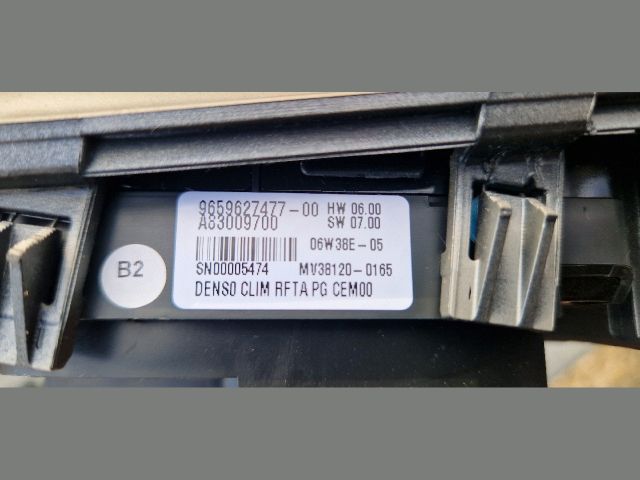 9659627477-00 HW 06.00
A83009700 SW 07.00
06W38E-05
SN00005474 MV38120-0165
DENSO CLIM RFTA PG CEM00
B2